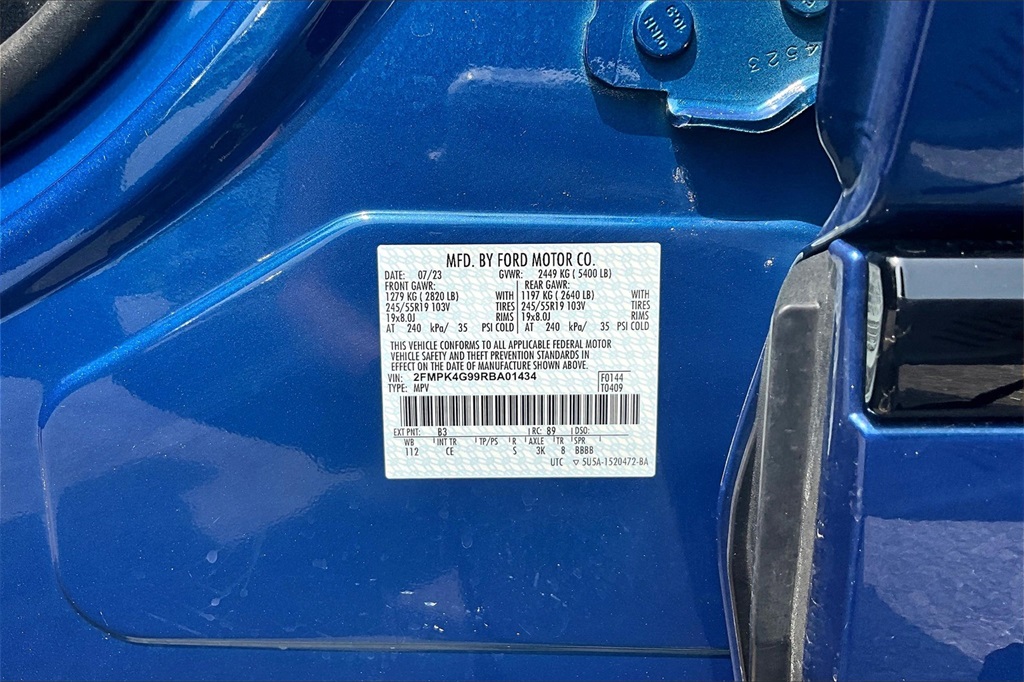 10.9
4523
MFD. BY FORD MOTOR CO.
DATE: 07/23 GVWR: 2449 KG ( 5400 LB)
FRONT GAWR: REAR GAWR:
1279 KG ( 2820 LB) WITH 1197 KG ( 2640 LB) WITH
245/55R19 103V TIRES 245/55R19 103V TIRES
19x8.0J RIMS 19x8.0J RIMS
AT 240 kPa/ 35 PSI COLD AT 240 kPa/ 35 PSI COLD
THIS VEHICLE CONFORMS TO ALL APPLICABLE FEDERAL MOTOR
VEHICLE SAFETY AND THEFT PREVENTION STANDARDS IN
EFFECT ON THE DATE OF MANUFACTURE SHOWN ABOVE.
VIN: 2FMPK4G99RBA01434 F0144
TYPE: MPV T0409
EXT PNT: B3 RC: 89 DSO:
WB INT TR TP/PS R AXLE TR SPR
112 CE S 3K 8 BBBB
UTC ▽ 5U5A-1520472-BA